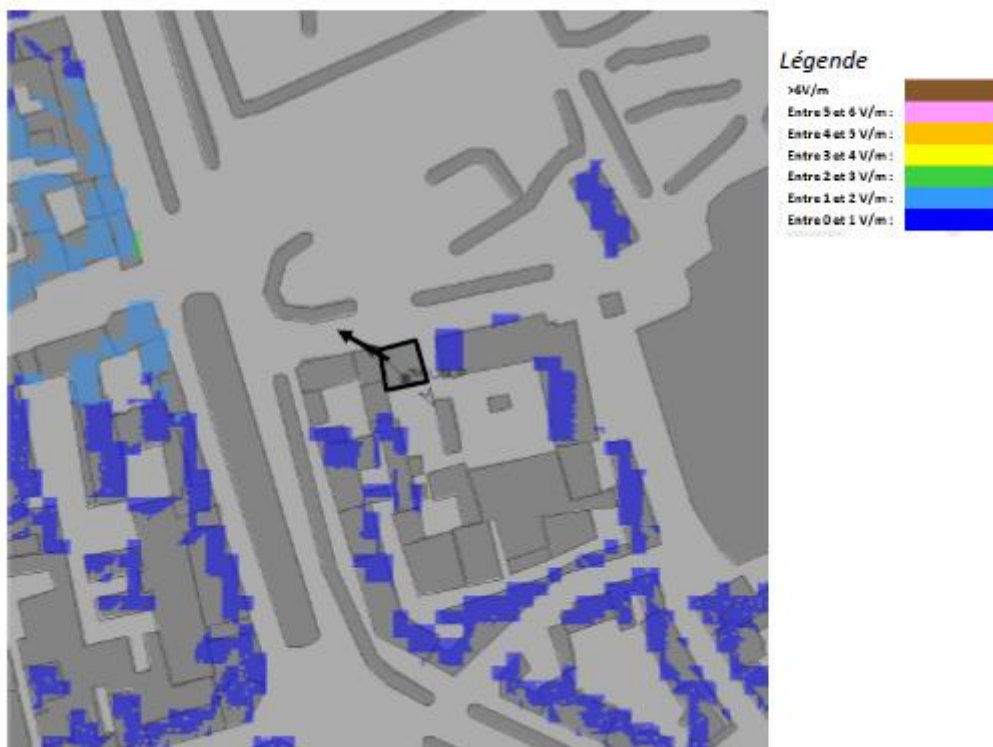 Légende
>6V/m
Entre 5 et 6 V/m :
Entre 4 et 5 V/m :
Entre 3 et 4 V/m :
Entre 2 et 3 V/m :
Entre 1 et 2 V/m :
Entre 0 et 1 V/m :